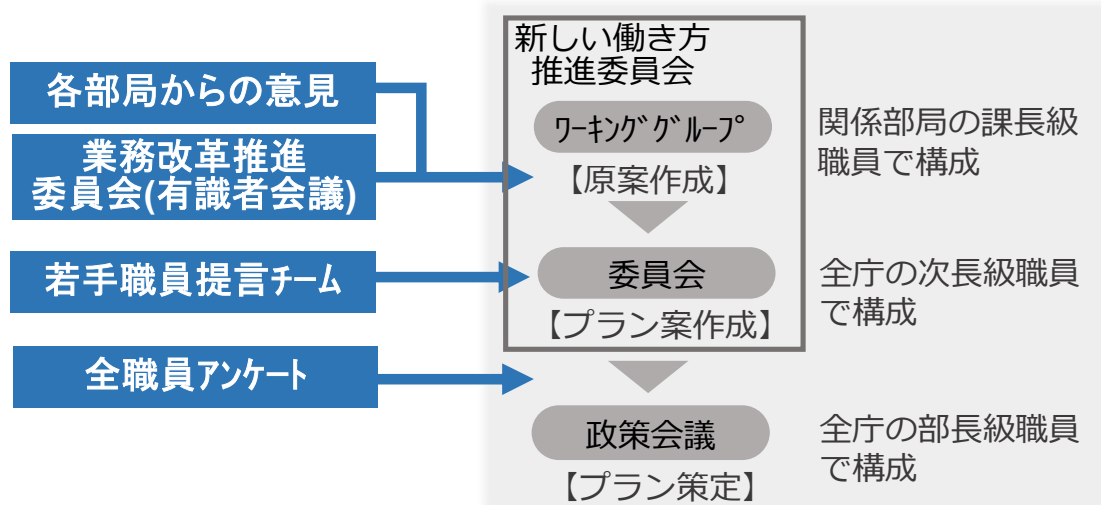 各部局からの意見
業務改革推進
委員会(有識者会議)
若手職員提言ﾁｰﾑ
全職員ｱﾝｹｰﾄ
新しい働き方
推進委員会
ﾜｰｷﾝｸﾞｸﾞﾙｰﾌﾟ
【原案作成】
委員会
【プラン案作成】
政策会議
【プラン策定】
関係部局の課長級
職員で構成
全庁の次長級職員
で構成
全庁の部長級職員
で構成